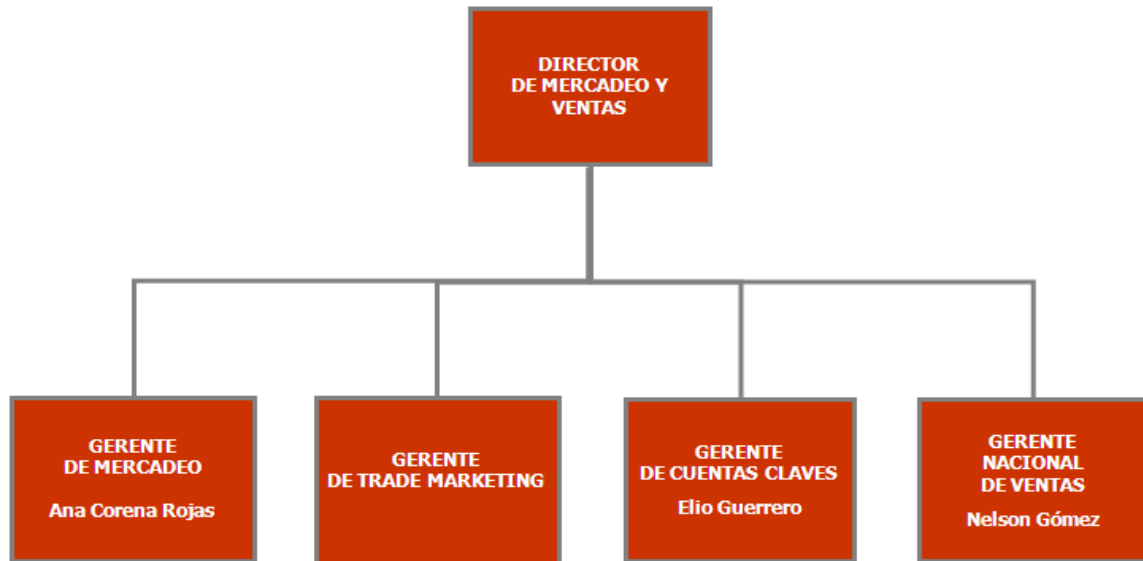 DIRECTOR
DE MERCADEO Y
VENTAS
GERENTE
DE MERCADEO
Ana Corena Rojas
GERENTE
DE TRADE MARKETING
GERENTE
DE CUENTAS CLAVES
Elio Guerrero
GERENTE
NACIONAL
DE VENTAS
Nelson Gómez